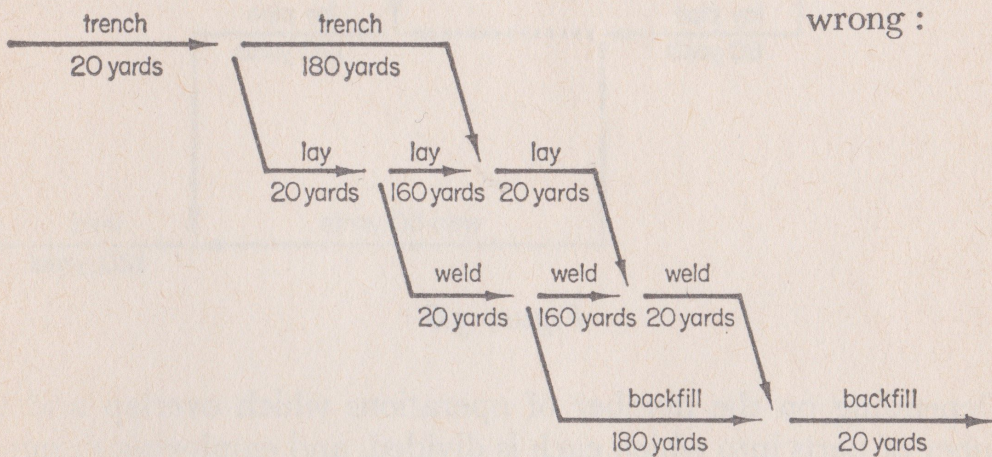 wrong :
trench trench
20 yards 180 yards
lay lay lay
20 yards 160 yards 20 yards
weld weld weld
20 yards 160 yards 20 yards
backfill backfill
180 yards 20 yards